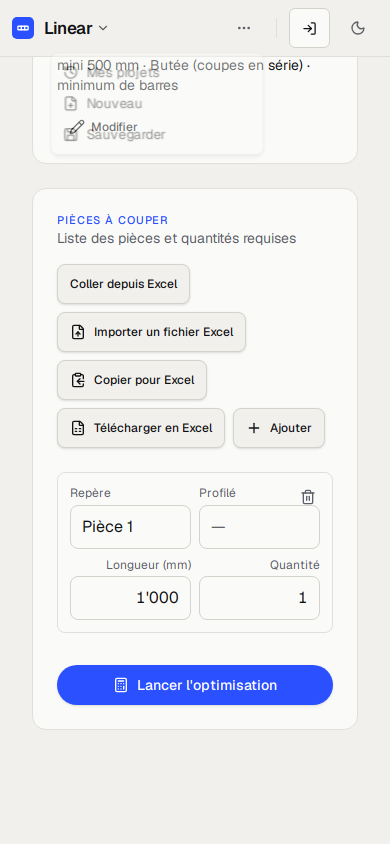 Linear
mini 500 mm · Butée (coupes en série) ·
Mes projets
minimum de barres
Nouveau
Modifier
Sauvegarder
PIÈCES À COUPER
Liste des pièces et quantités requises
Coller depuis Excel
Importer un fichier Excel
Copier pour Excel
Télécharger en Excel
Ajouter
Repère
Profilé
Pièce 1
—
Longueur (mm)
Quantité
1'000
1
Lancer l'optimisation